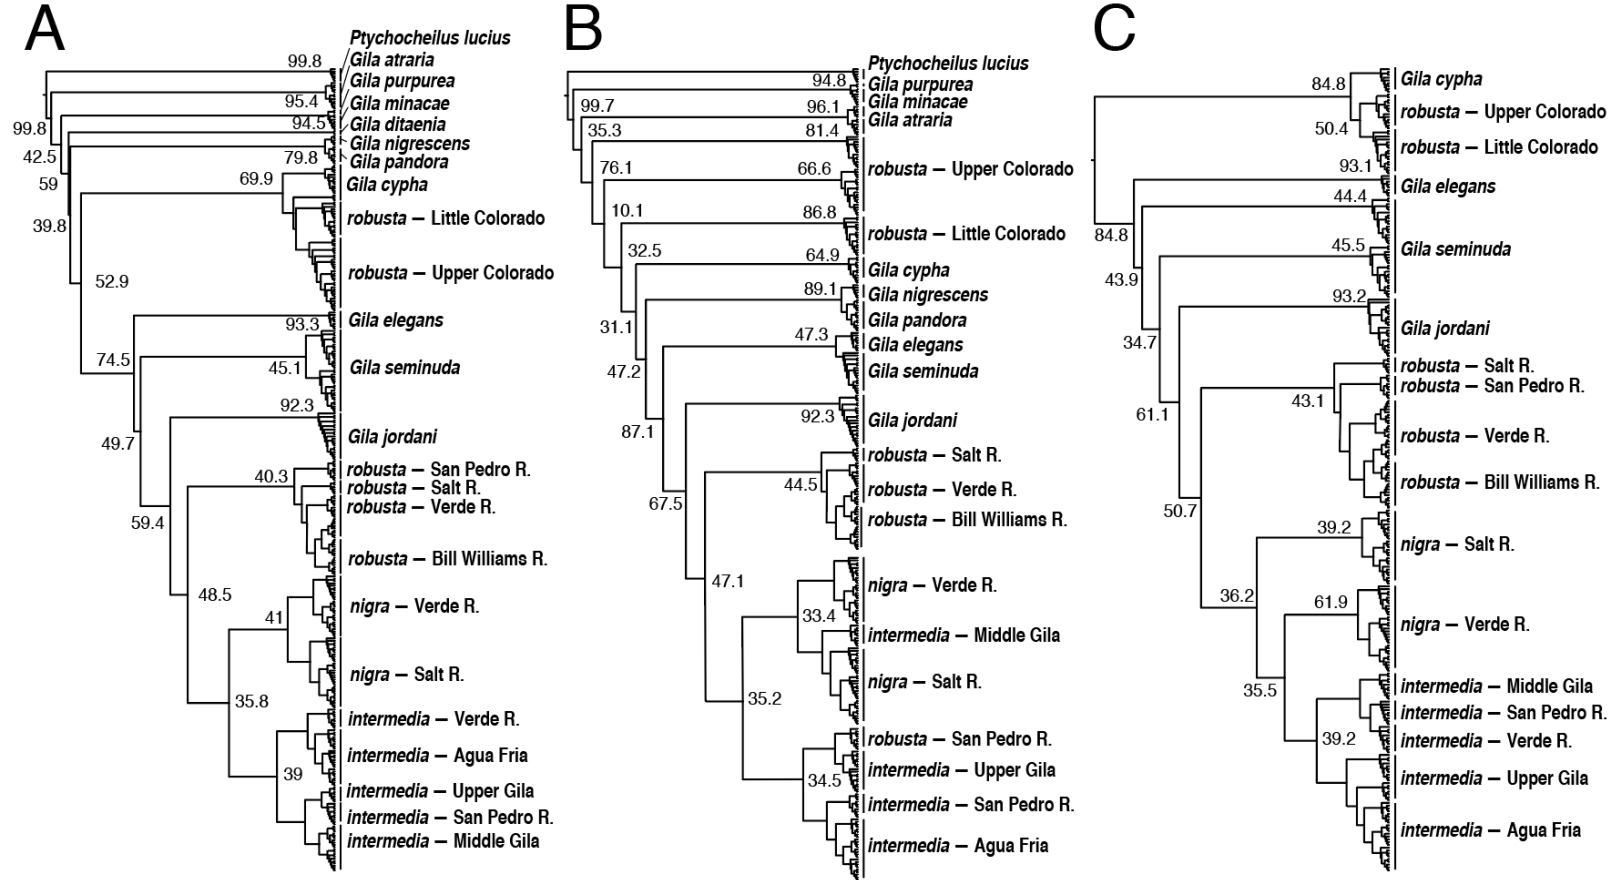 A
Ptychocheilus lucius
99.8
Gila atraria
Gila purpurea
95.4
Gila minacae
94.5
Gila ditaenia
99.8
Gila nigrescens
42.5
79.8
Gila pandora
59
69.9
Gila cypha
39.8
robusta — Little Colorado
52.9
robusta — Upper Colorado
93.3
Gila elegans
74.5
45.1
Gila seminuda
92.3
49.7
Gila jordani
40.3
robusta — San Pedro R.
robusta — Salt R.
robusta — Verde R.
59.4
robusta — Bill Williams R.
48.5
nigra — Verde R.
41
nigra — Salt R.
35.8
intermedia — Verde R.
intermedia — Agua Fria
39
intermedia — Upper Gila
intermedia — San Pedro R.
intermedia — Middle Gila
B
Ptychocheilus lucius
94.8
Gila purpurea
99.7
96.1
Gila minacae
Gila atraria
35.3
81.4
76.1
66.6
robusta — Upper Colorado
10.1
86.8
robusta — Little Colorado
32.5
64.9
Gila cypha
89.1
Gila nigrescens
31.1
Gila pandora
47.3
Gila elegans
47.2
Gila seminuda
92.3
Gila jordani
87.1
robusta — Salt R.
44.5
robusta — Verde R.
67.5
robusta — Bill Williams R.
47.1
nigra — Verde R.
33.4
intermedia — Middle Gila
nigra — Salt R.
35.2
robusta — San Pedro R.
34.5
intermedia — Upper Gila
intermedia — San Pedro R.
intermedia — Agua Fria
C
84.8
Gila cypha
robusta — Upper Colorado
50.4
robusta — Little Colorado
93.1
Gila elegans
44.4
84.8
45.5
Gila seminuda
43.9
93.2
Gila jordani
34.7
robusta — Salt R.
robusta — San Pedro R.
43.1
61.1
robusta — Verde R.
robusta — Bill Williams R.
50.7
39.2
nigra — Salt R.
36.2
61.9
nigra — Verde R.
35.5
intermedia — Middle Gila
intermedia — San Pedro R.
39.2
intermedia — Verde R.
intermedia — Upper Gila
intermedia — Agua Fria